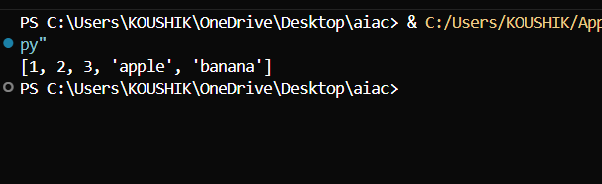 PS C:\Users\KOUSHIK\OneDrive\Desktop\aiac> & C:/Users/KOUSHIK/App
py"
[1, 2, 3, 'apple', 'banana']
PS C:\Users\KOUSHIK\OneDrive\Desktop\aiac>